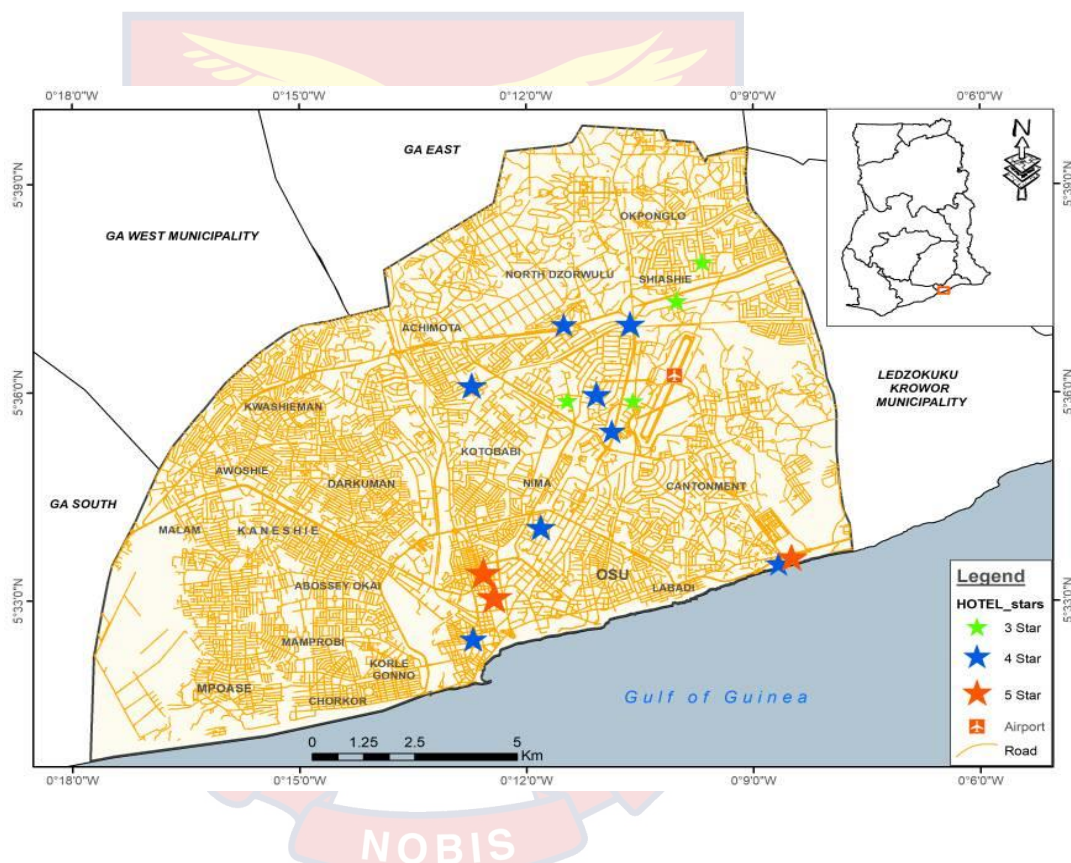 0°18'0"W 0°15'0"W 0°12'0"W 0°9'0"W 0°6'0"W
GA EAST
N
5°39'0"N
5°39'0"N
OKPONGLO
GA WEST MUNICIPALITY
NORTH DZORWULU
SHIASHIE
ACHIMOTA
LEDZOKUKU
KROWOR
MUNICIPALITY
5°36'0"N
5°36'0"N
KWASHIEMAN
KOTOBABI
AWOSHIE
DARKUMAN
NIMA
CANTONMENT
GA SOUTH
MALAM
KANESHIE
OSU
ABOSSEY OKAI
LABADI
5°33'0"N
5°33'0"N
MAMPROBI
KORLE
GONNO
MPOASE
CHORKOR
Gulf of Guinea
Legend
HOTEL_stars
3 Star
4 Star
5 Star
Airport
Road
0 1.25 2.5 5
Km
0°18'0"W 0°15'0"W 0°12'0"W 0°9'0"W 0°6'0"W
NOBIS